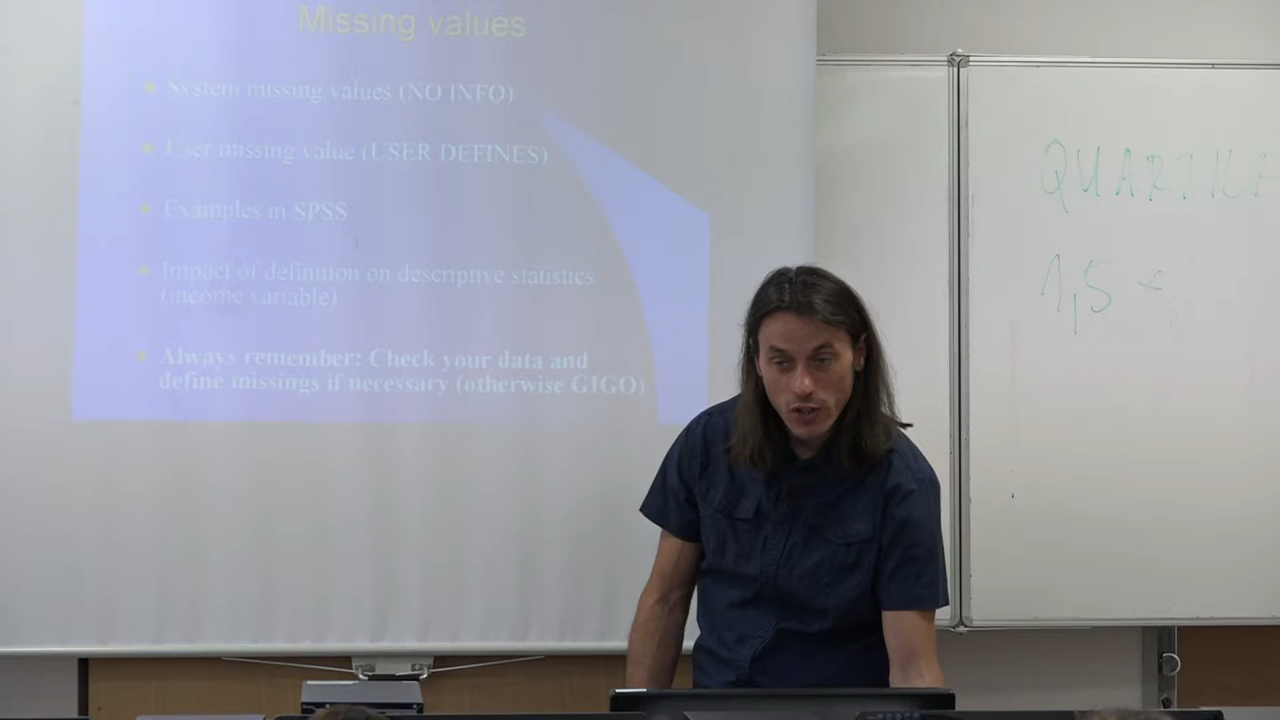 Missing values
System missing values (NO INFO)
User missing value (USER DEFINES)
Examples in SPSS
Impact of definition on descriptive statistics
(income variable)
Always remember: Check your data and
define missings if necessary (otherwise GIGO)
QUARTILE
1,5 *